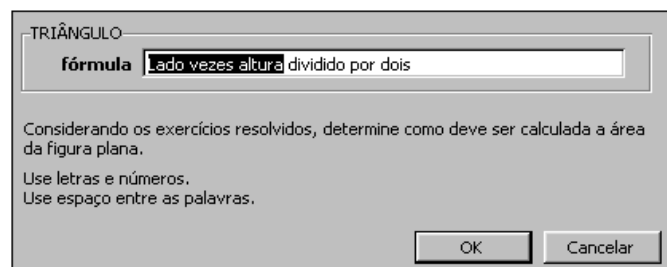 TRIÂNGULO
fórmula Lado vezes altura dividido por dois
Considerando os exercícios resolvidos, determine como deve ser calculada a área
da figura plana.
Use letras e números.
Use espaço entre as palavras.
OK Cancelar